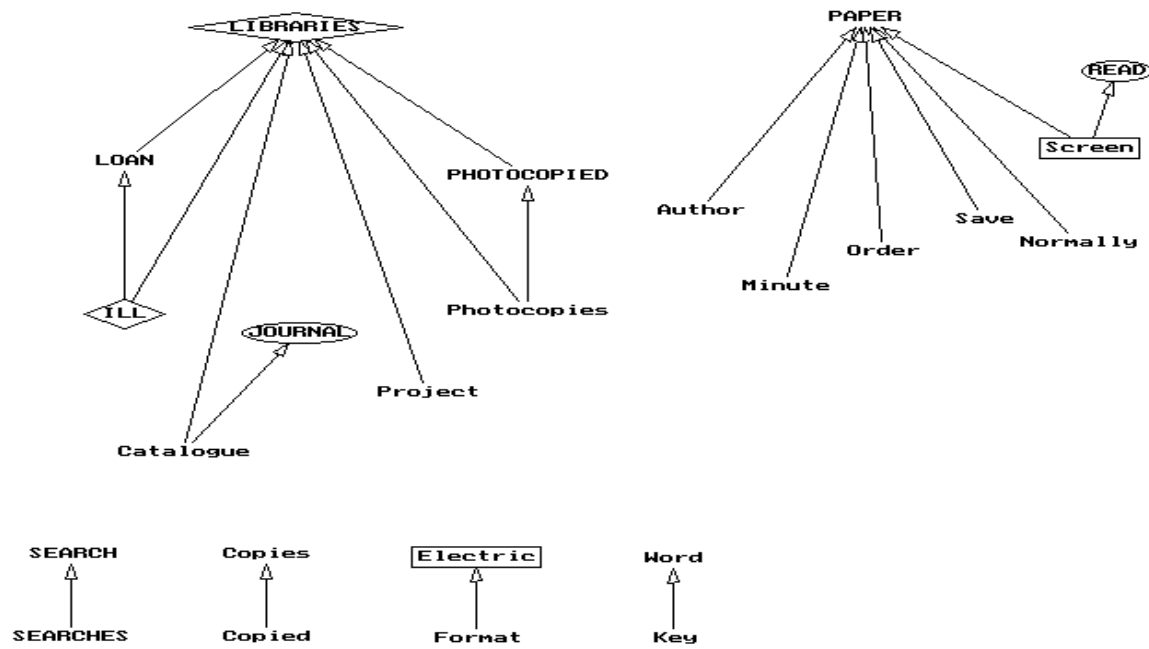 LIBRARIES
PAPER
READ
Screen
LOAN
PHOTOCOPIED
Author
Save
Normally
Order
Minute
ILL
Photocopies
JOURNAL
Project
Catalogue
SEARCH
Copies
Electric
Word
SEARCHES
Copied
Format
Key